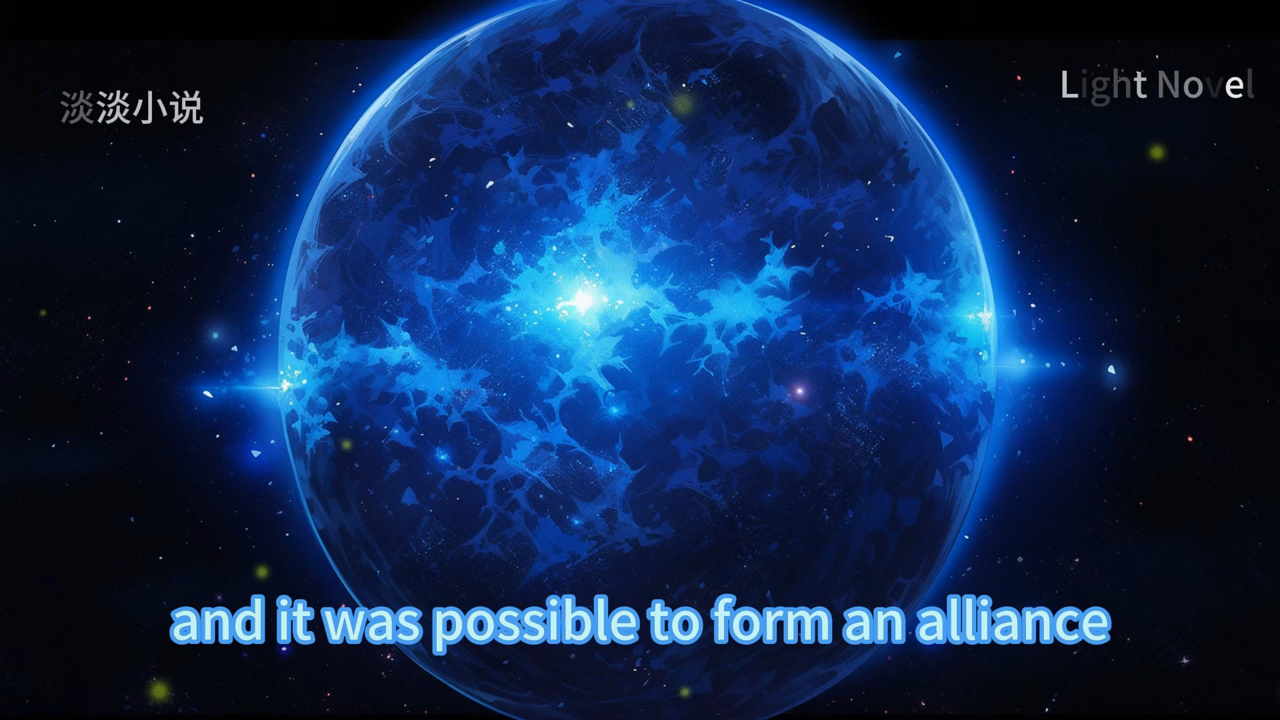 淡淡小说
Light Novel
and it was possible to form an alliance